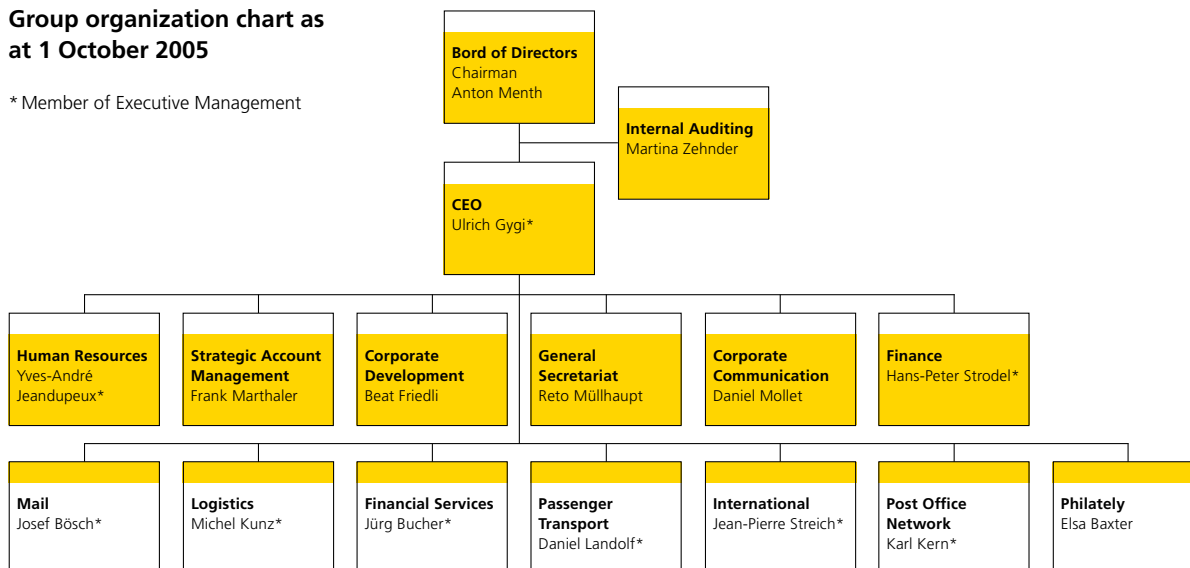 Group organization chart as
at 1 October 2005
* Member of Executive Management
Bord of Directors
Chairman
Anton Menth
Internal Auditing
Martina Zehnder
CEO
Ulrich Gygi*
Human Resources
Yves-André
Jeandupeux*
Strategic Account
Management
Frank Marthaler
Corporate
Development
Beat Friedli
General
Secretariat
Reto Müllhaupt
Corporate
Communication
Daniel Mollet
Finance
Hans-Peter Strodel*
Mail
Josef Bösch*
Logistics
Michel Kunz*
Financial Services
Jürg Bucher*
Passenger
Transport
Daniel Landolf*
International
Jean-Pierre Streich*
Post Office
Network
Karl Kern*
Philately
Elsa Baxter